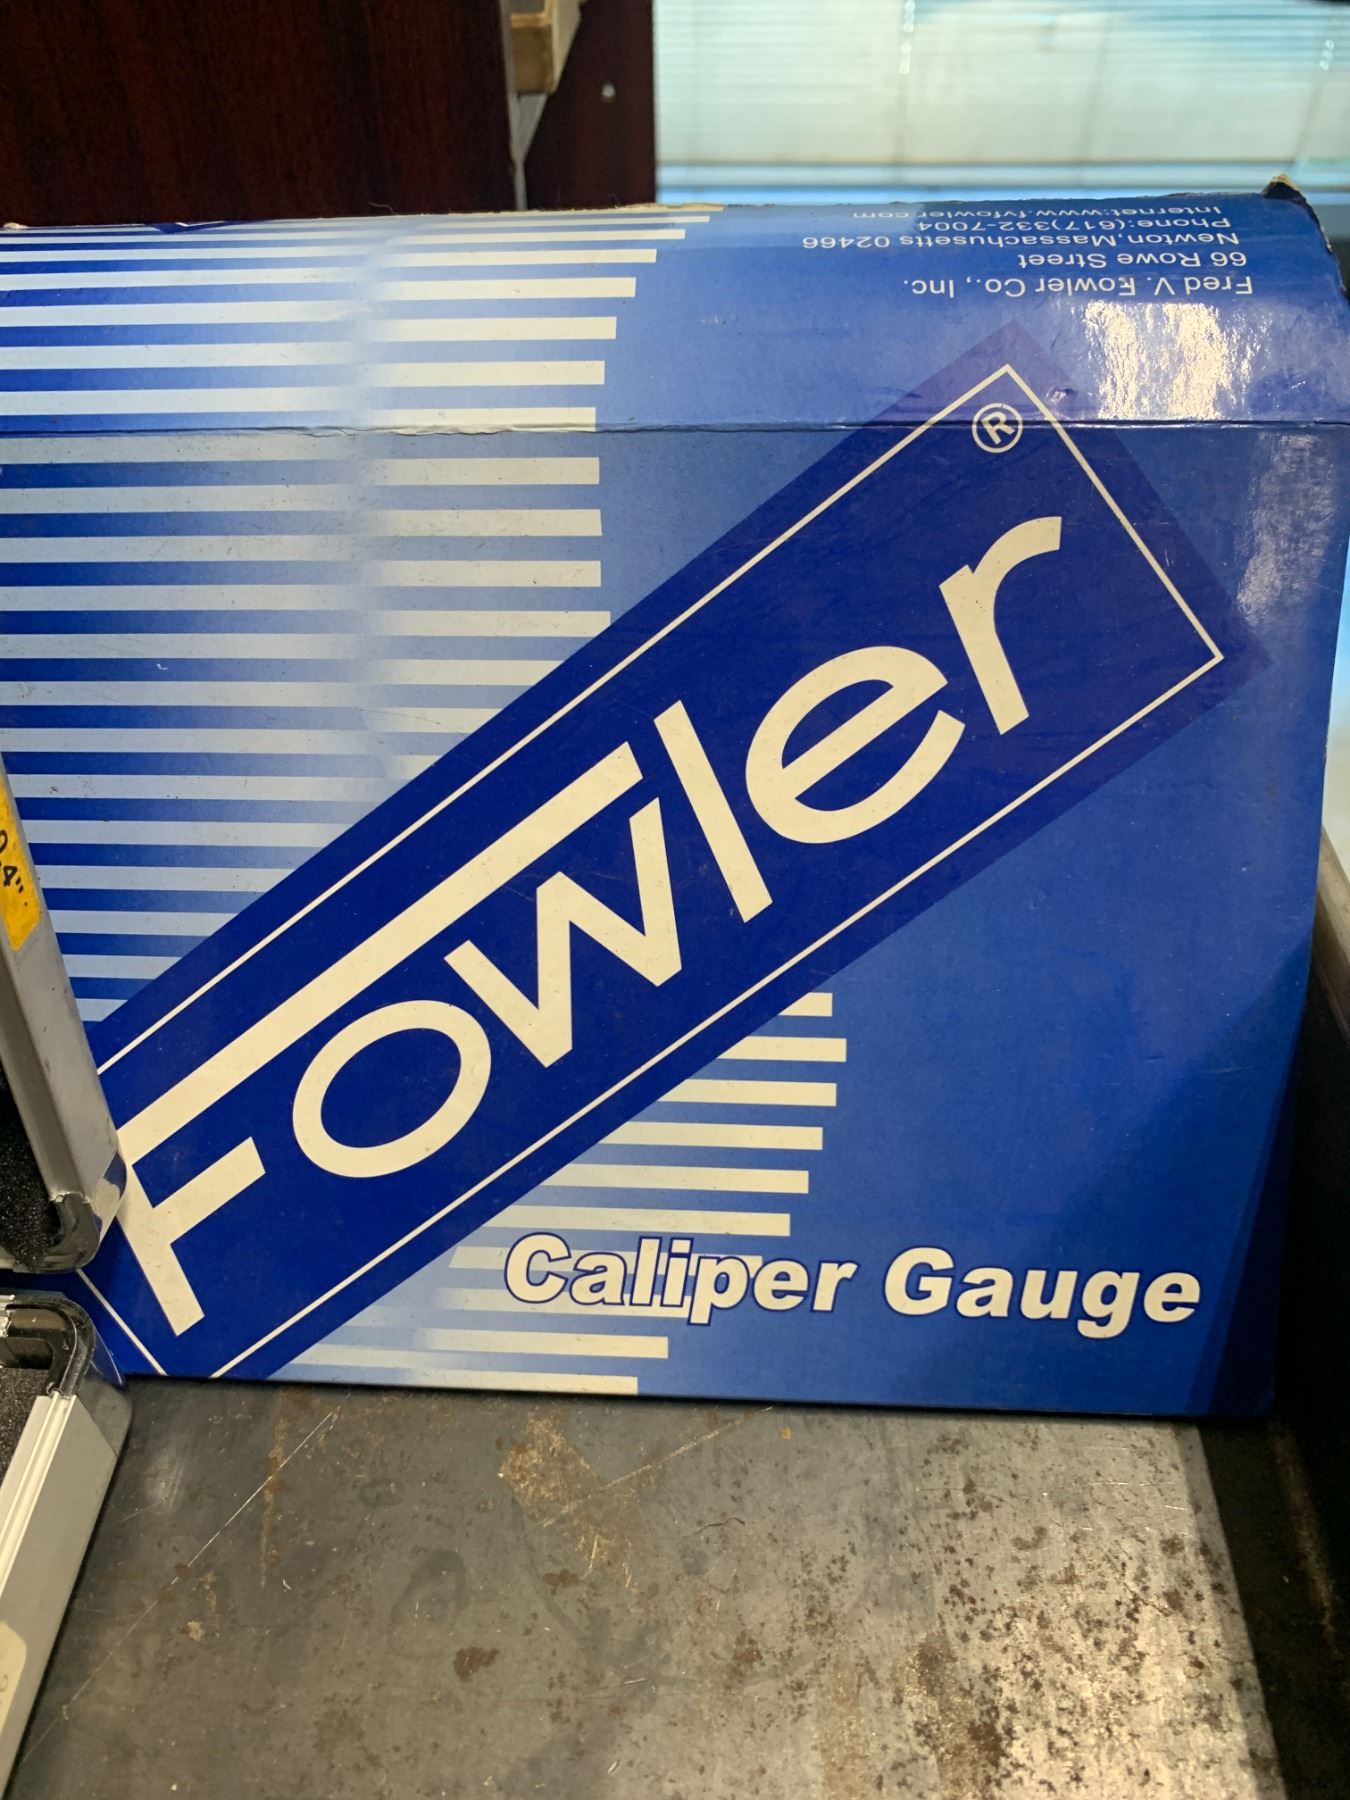 Fred V. Fowler Co., Inc.
66 Rowe Street
Newton, Massachusetts 02466
Phone:(617)332-7004
Internet:www.fvfowler.com
Fowler®
Caliper Gauge